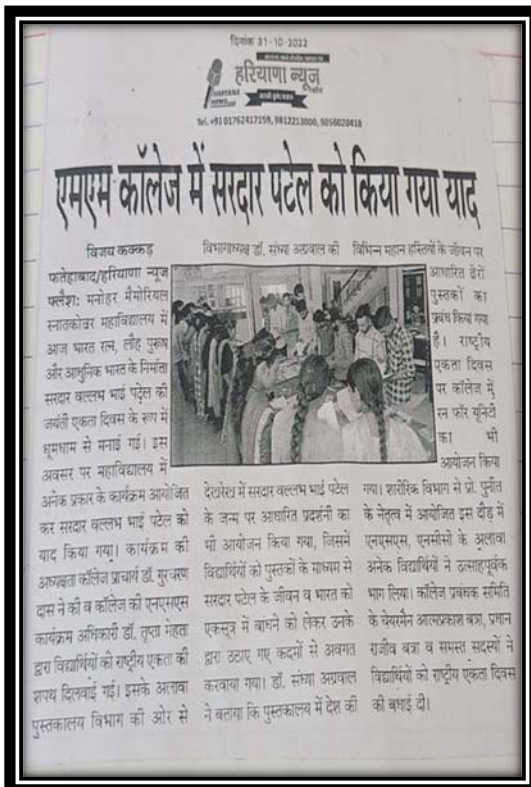 दिनांक 31-10-2022
हरियाणा न्यूज
HARYANA
NEWS
Tel. +91 01762417159, 9812213000, 9056020418
एमएम कॉलेज में सरदार पटेल को किया गया याद
विजय कक्कड़
फतेहाबाद/हरियाणा न्यूज
फ्लैश: मनोहर मैमोरियल
स्नातकोत्तर महाविद्यालय में
आज भारत रत्न, लौह पुरूष
और आधुनिक भारत के निर्माता
सरदार वल्लभ भाई पटेल की
जयंती एकता दिवस के रूप में
धूमधाम से मनाई गई। इस
अवसर पर महाविद्यालय में
अनेक प्रकार के कार्यक्रम आयोजित
कर सरदार वल्लभ भाई पटेल को
याद किया गया। कार्यक्रम की
अध्यक्षता कॉलेज प्राचार्य डॉ. गुरचरण
दास ने की व कॉलेज की एनएसएस
कार्यक्रम अधिकारी डॉ. तृप्ता मेहता
द्वारा विद्यार्थियों की राष्ट्रीय एकता की
शपथ दिलवाई गई। इसके अलावा
पुस्तकालय विभाग की ओर से
विभागाध्यक्ष डॉ. संध्या अग्रवाल की
देखरेख में सरदार वल्लभ भाई पटेल
के जन्म पर आधारित प्रदर्शनी का
भी आयोजन किया गया, जिसमें
विद्यार्थियों को पुस्तकों के माध्यम से
सरदार पटेल के जीवन व भारत को
एकसूत्र में बांधने को लेकर उनके
द्वारा उठाए गए कदमों से अवगत
करवाया गया। डॉ. संध्या अग्रवाल
ने बताया कि पुस्तकालय में देश की
विभिन्न महान हस्तियों के जीवन पर
आधारित ढेरों
पुस्तकों का
प्रबंध किया गया
है। राष्ट्रीय
एकता दिवस
पर कॉलेज में
रन फॉर यूनिटी
का भी
आयोजन किया
गया। शारीरिक विभाग से प्रो. पुनीत
के नेतृत्व में आयोजित इस दौड़ में
एनएसएस, एनसीसी के अलावा
अनेक विद्यार्थियों ने उत्साहपूर्वक
भाग लिया। कॉलेज प्रबंधक समिति
के चेयरमैन आत्मप्रकाश बत्रा, प्रधान
राजीव बत्रा व समस्त सदस्यों ने
विद्यार्थियों को राष्ट्रीय एकता दिवस
की बधाई दी।